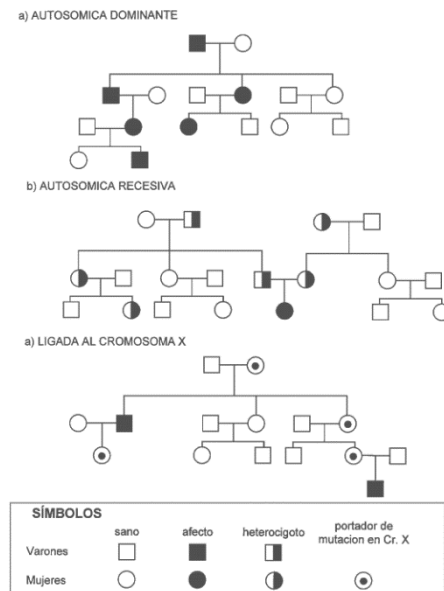 a) AUTOSOMICA DOMINANTE
b) AUTOSOMICA RECESIVA
a) LIGADA AL CROMOSOMA X
SÍMBOLOS
sano afecto heterocigoto portador de
mutacion en Cr. X
Varones
Mujeres